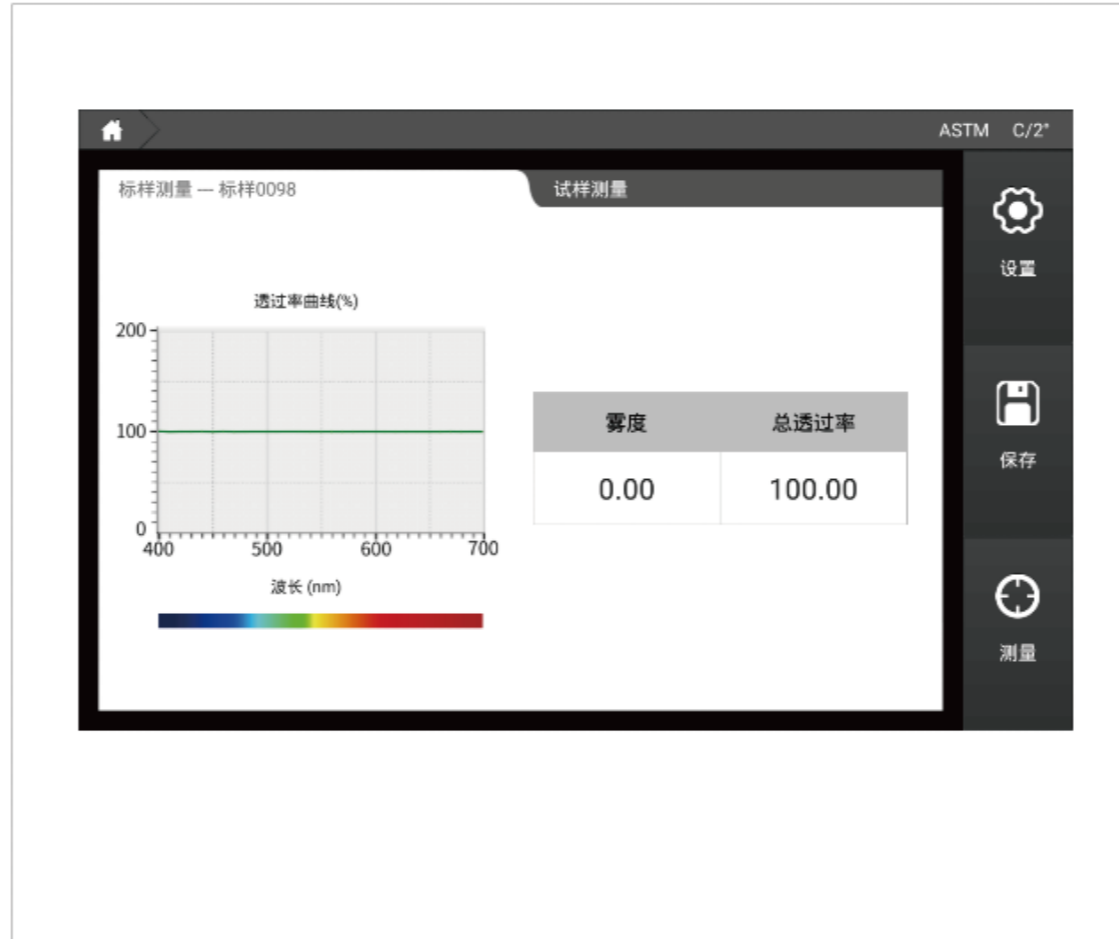 ASTM C/2°
标样测量 — 标样0098
试样测量
设置
透过率曲线(%)
200
100
0
400 500 600 700
波长 (nm)
雾度 总透过率
0.00 100.00
保存
测量